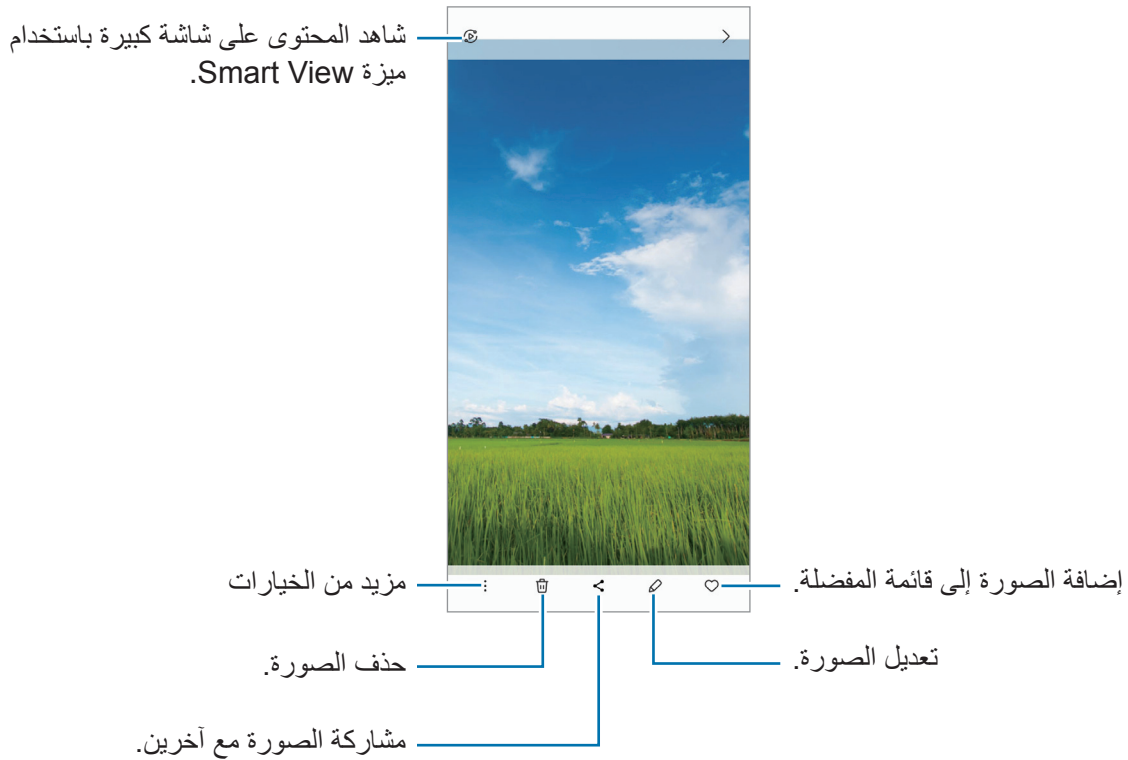 شاهد المحتوى على شاشة كبيرة باستخدام
ميزة Smart View.
إضافة الصورة إلى قائمة المفضلة.
مزيد من الخيارات
تعديل الصورة.
حذف الصورة.
مشاركة الصورة مع آخرين.